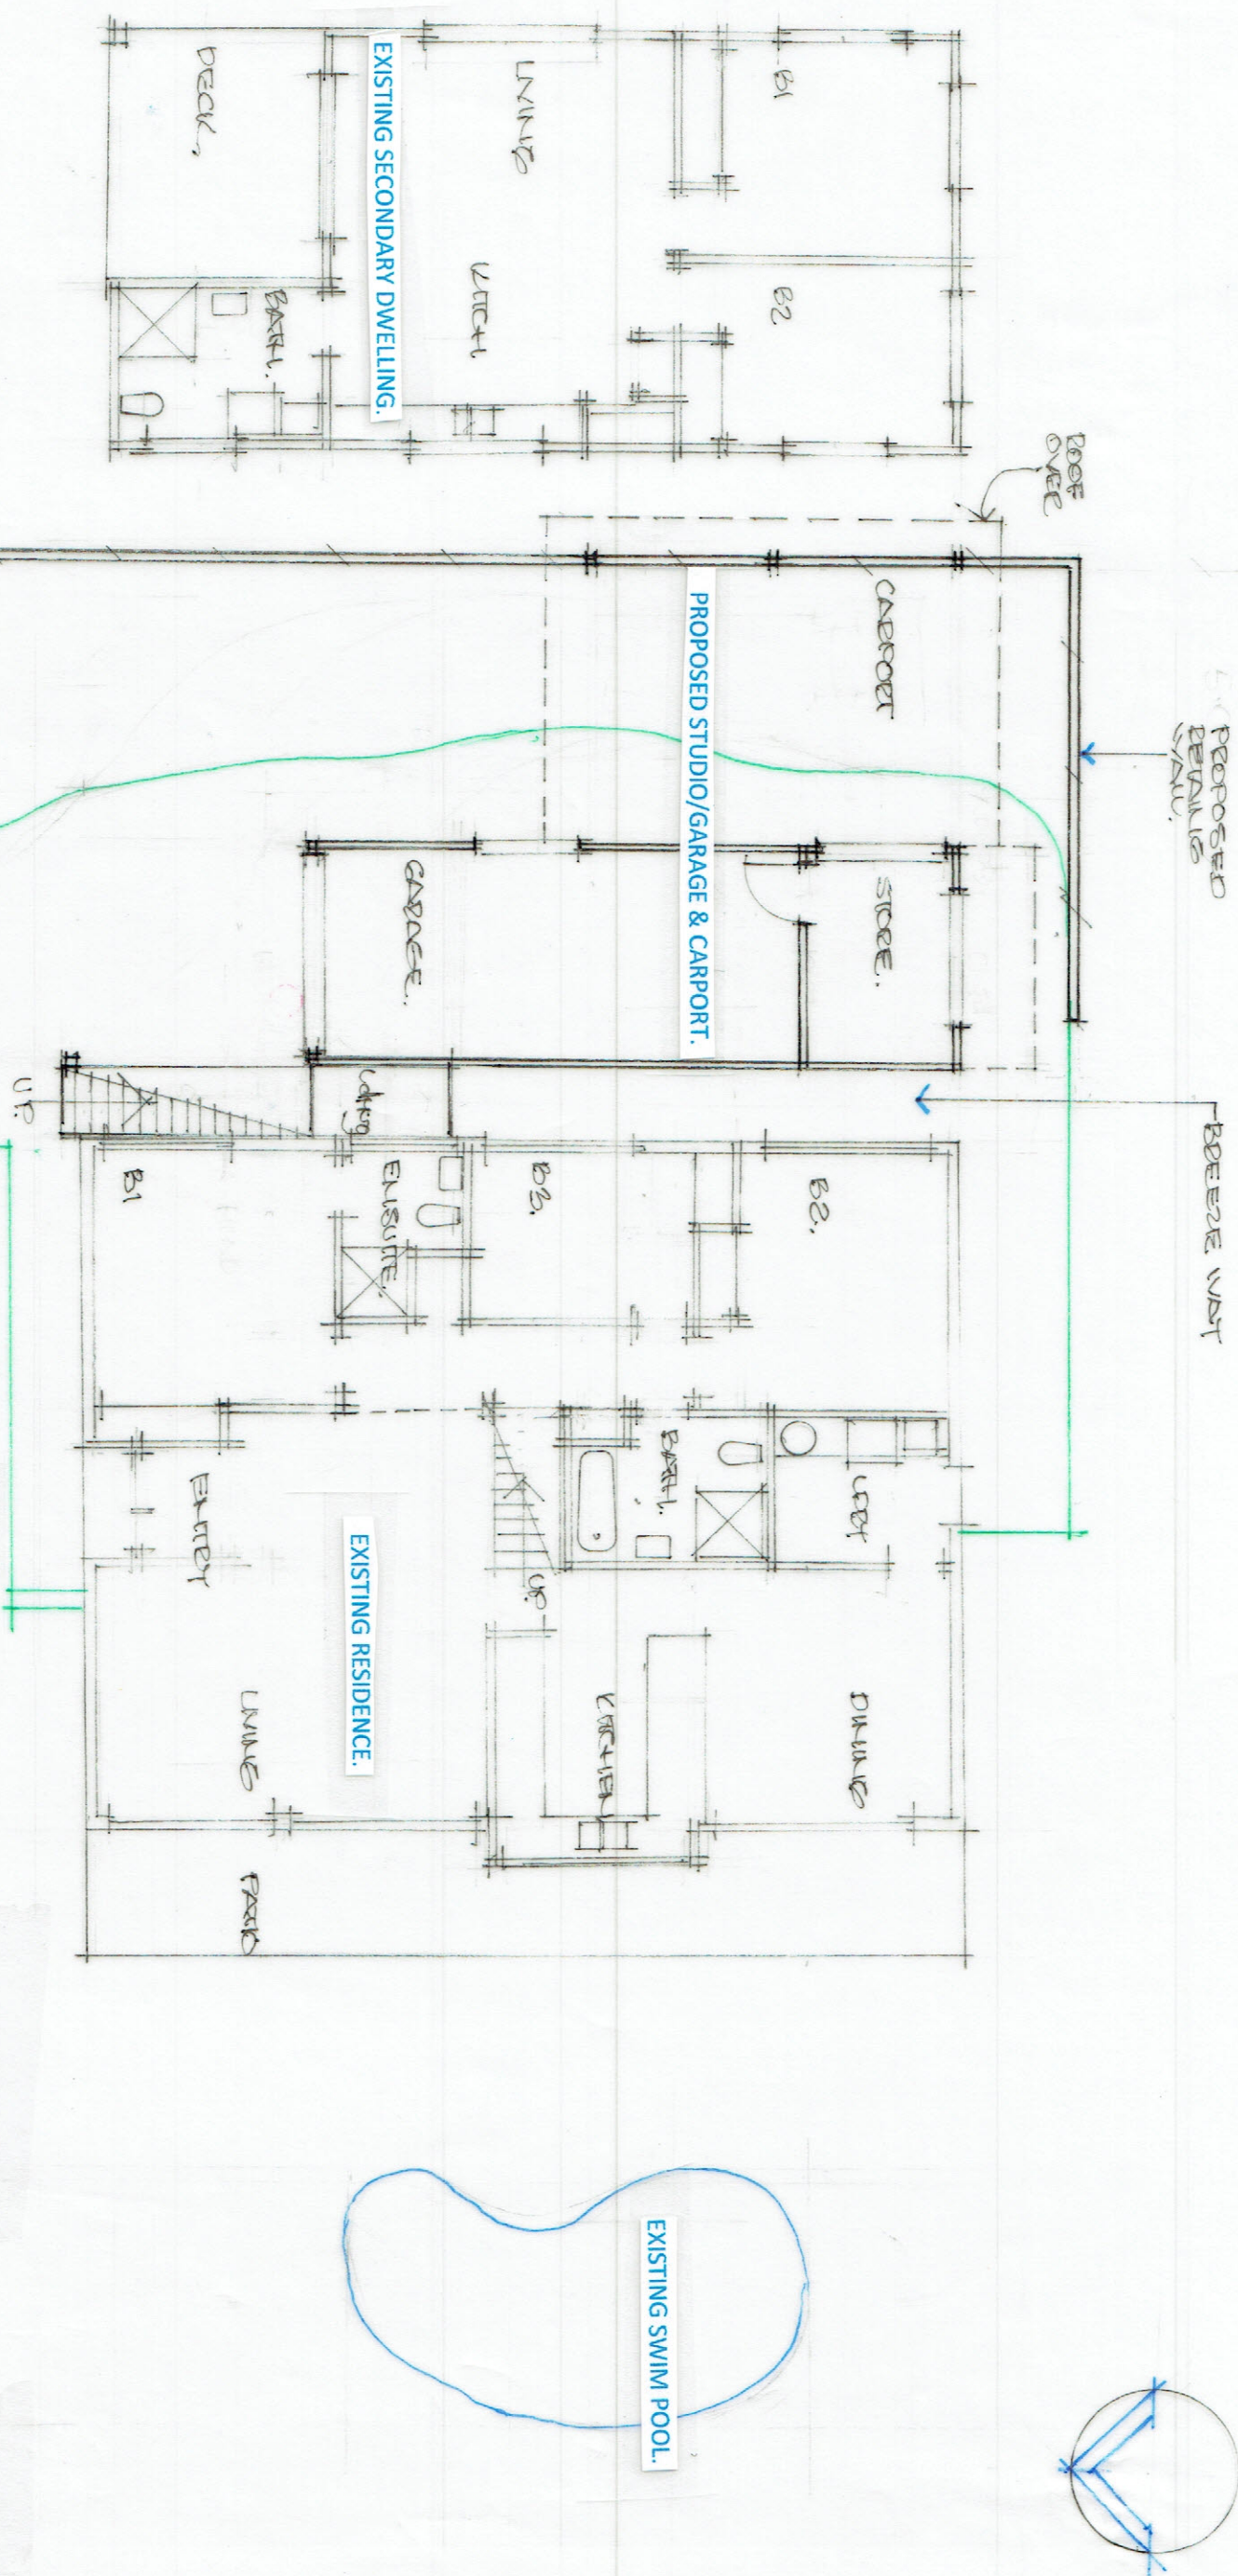 PROPOSED
RETAINING
WALL.
BREEZE WAY
ROOF
OVER
B1
B2
LIVING
KITCH.
EXISTING SECONDARY DWELLING.
DECK.
BATH.
CARPORT
STORE.
PROPOSED STUDIO/GARAGE & CARPORT.
GARAGE.
UP.
B2.
B3.
ENSUITE.
B1
LDRY
BATH.
UP.
ENTRY
EXISTING RESIDENCE.
DINING
KITCHEN
LIVING
PATIO
EXISTING SWIM POOL.